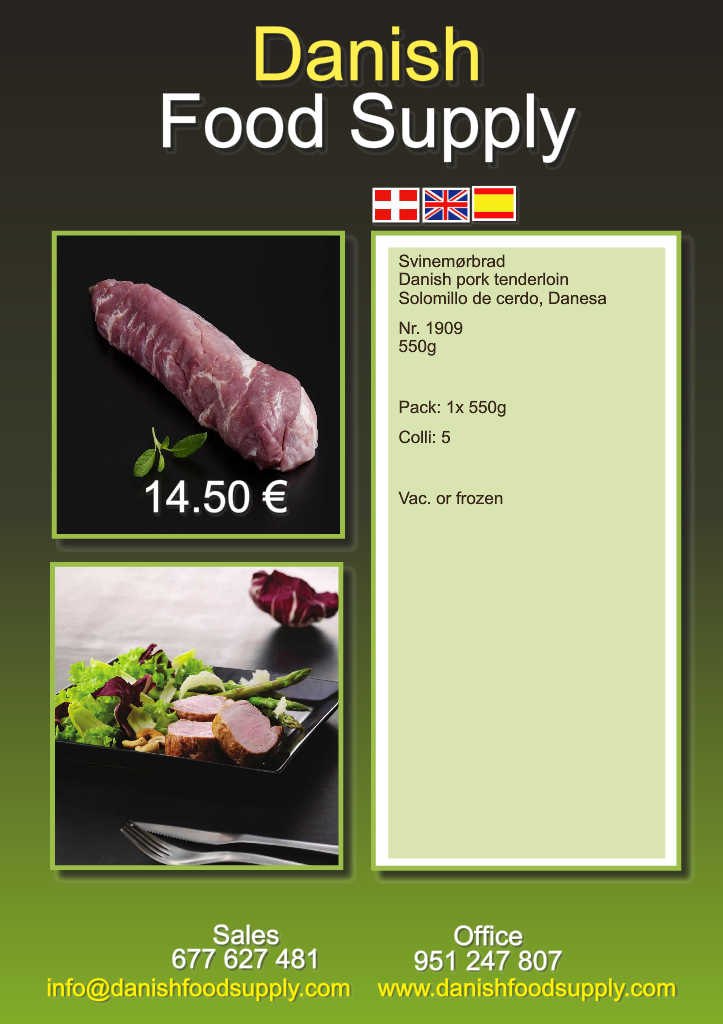 Danish
Food Supply
Svinemørbrad
Danish pork tenderloin
Solomillo de cerdo, Danesa
Nr. 1909
550g
Pack: 1x 550g
Colli: 5
Vac. or frozen
14.50 €
Sales
677 627 481
info@danishfoodsupply.com
Office
951 247 807
www.danishfoodsupply.com